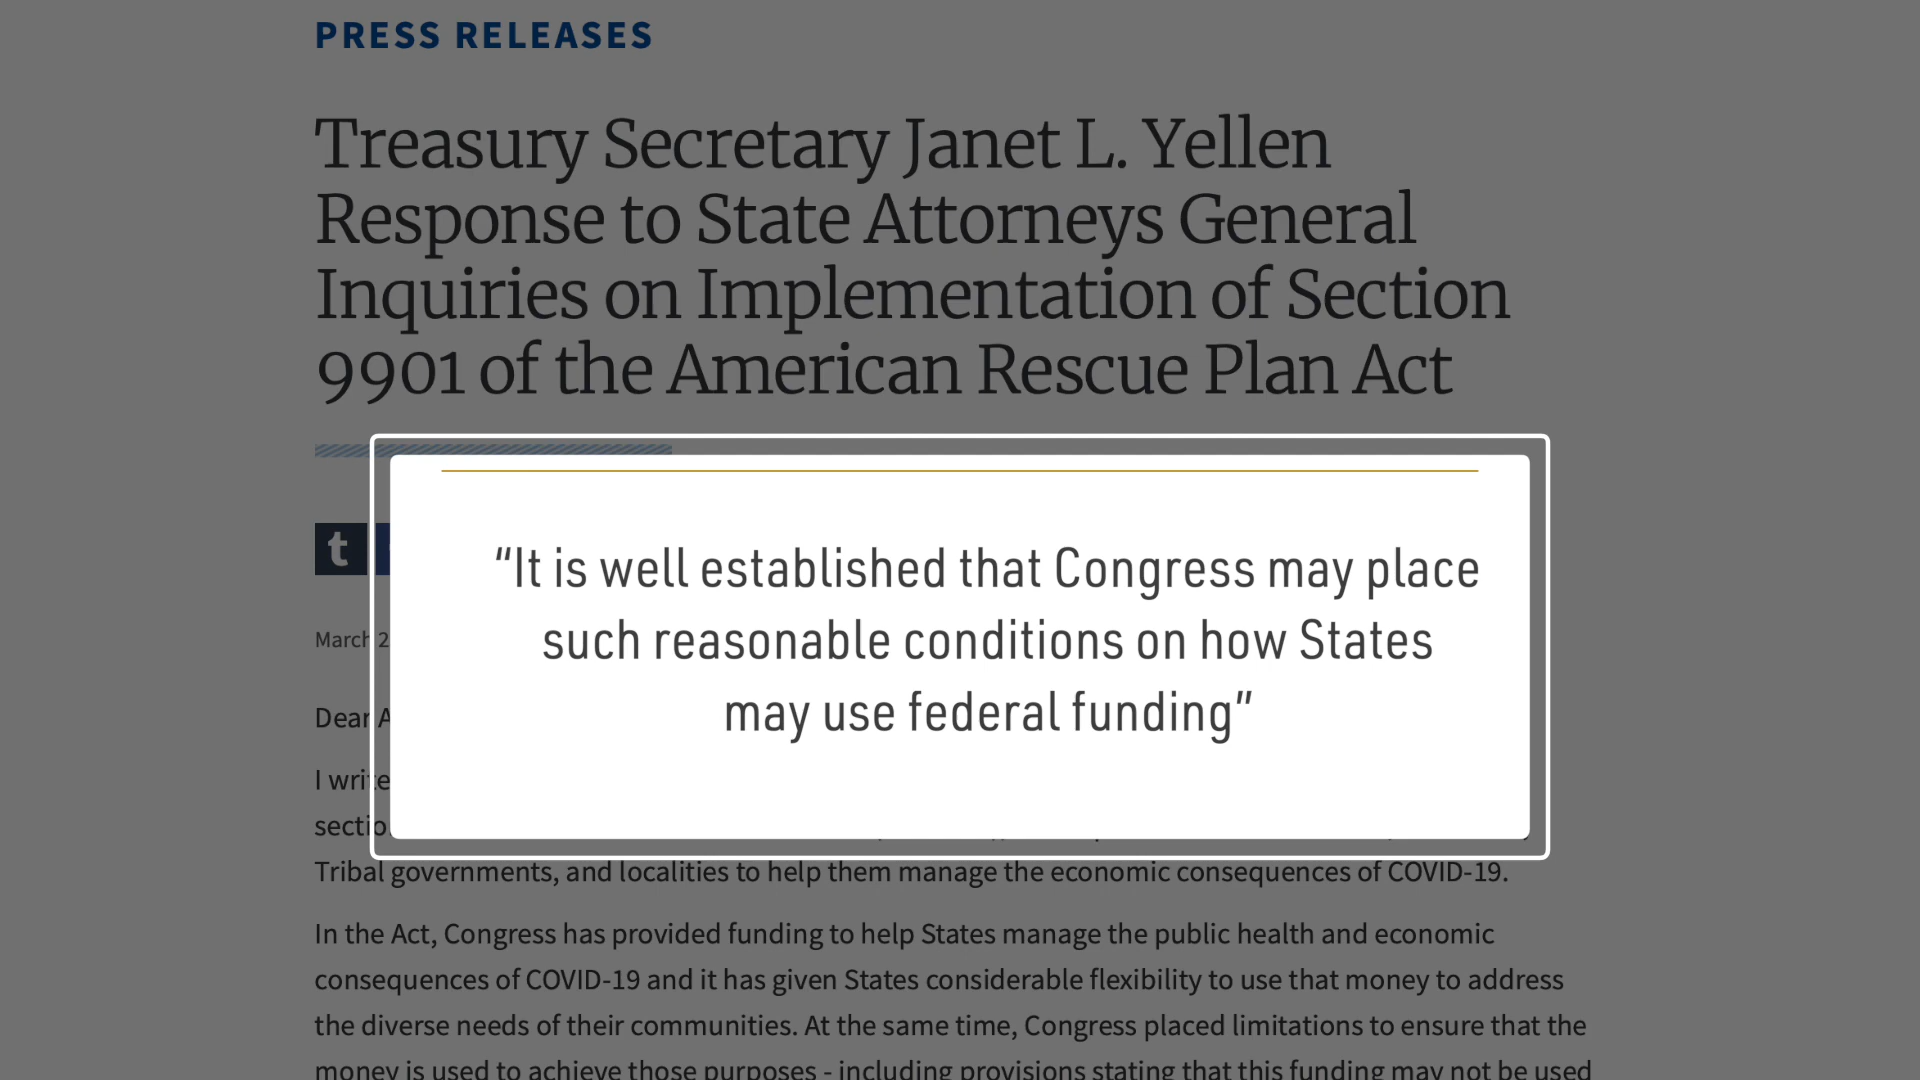 PRESS RELEASES
Treasury Secretary Janet L. Yellen
Response to State Attorneys General
Inquiries on Implementation of Section
9901 of the American Rescue Plan Act
t
March 2
“It is well established that Congress may place
such reasonable conditions on how States
may use federal funding”
Dear A
I write
sectio
Tribal governments, and localities to help them manage the economic consequences of COVID-19.
In the Act, Congress has provided funding to help States manage the public health and economic
consequences of COVID-19 and it has given States considerable flexibility to use that money to address
the diverse needs of their communities. At the same time, Congress placed limitations to ensure that the
money is used to achieve those purposes - including provisions stating that this funding may not be used